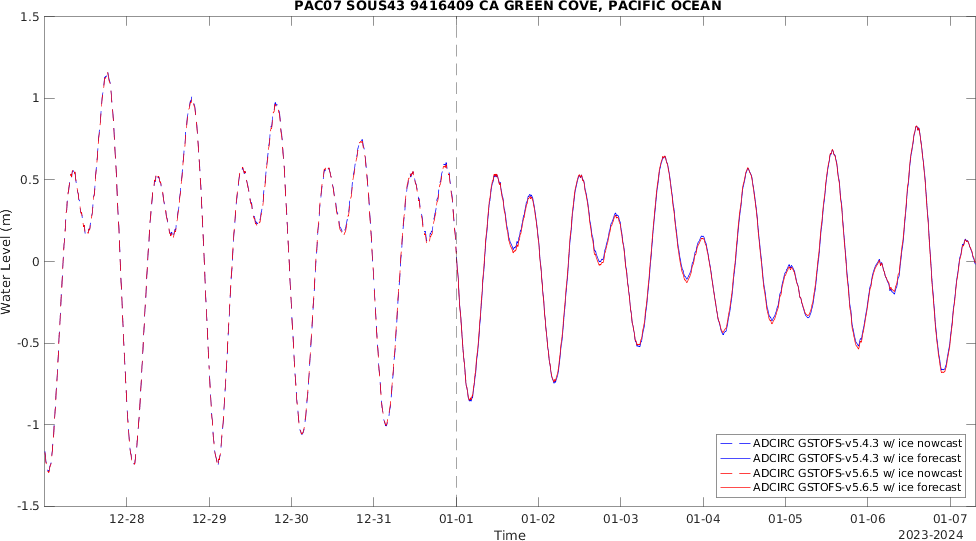 PAC07 SOUS43 9416409 CA GREEN COVE, PACIFIC OCEAN
Water Level (m)
1.5
1
0.5
0
-0.5
-1
-1.5
ADCIRC GSTOFS-v5.4.3 w/ ice nowcast
ADCIRC GSTOFS-v5.4.3 w/ ice forecast
ADCIRC GSTOFS-v5.6.5 w/ ice nowcast
ADCIRC GSTOFS-v5.6.5 w/ ice forecast
12-28 12-29 12-30 12-31 01-01 01-02 01-03 01-04 01-05 01-06 01-07
Time
2023-2024